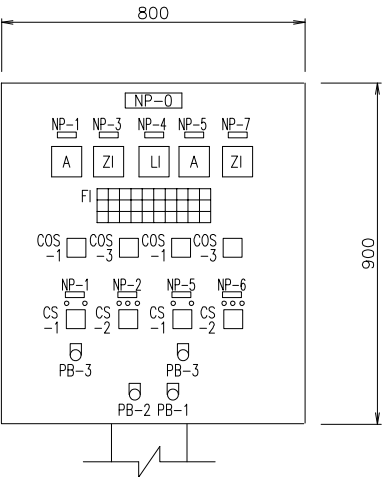 800
NP-0
NP-1 NP-3 NP-4 NP-5 NP-7
A ZI LI A ZI
FI
COS COS COS COS
-1 -3 -1 -3
900
NP-1 NP-2 NP-5 NP-6
CS CS CS CS
-1 -2 -1 -2
PB-3 PB-3
PB-2 PB-1